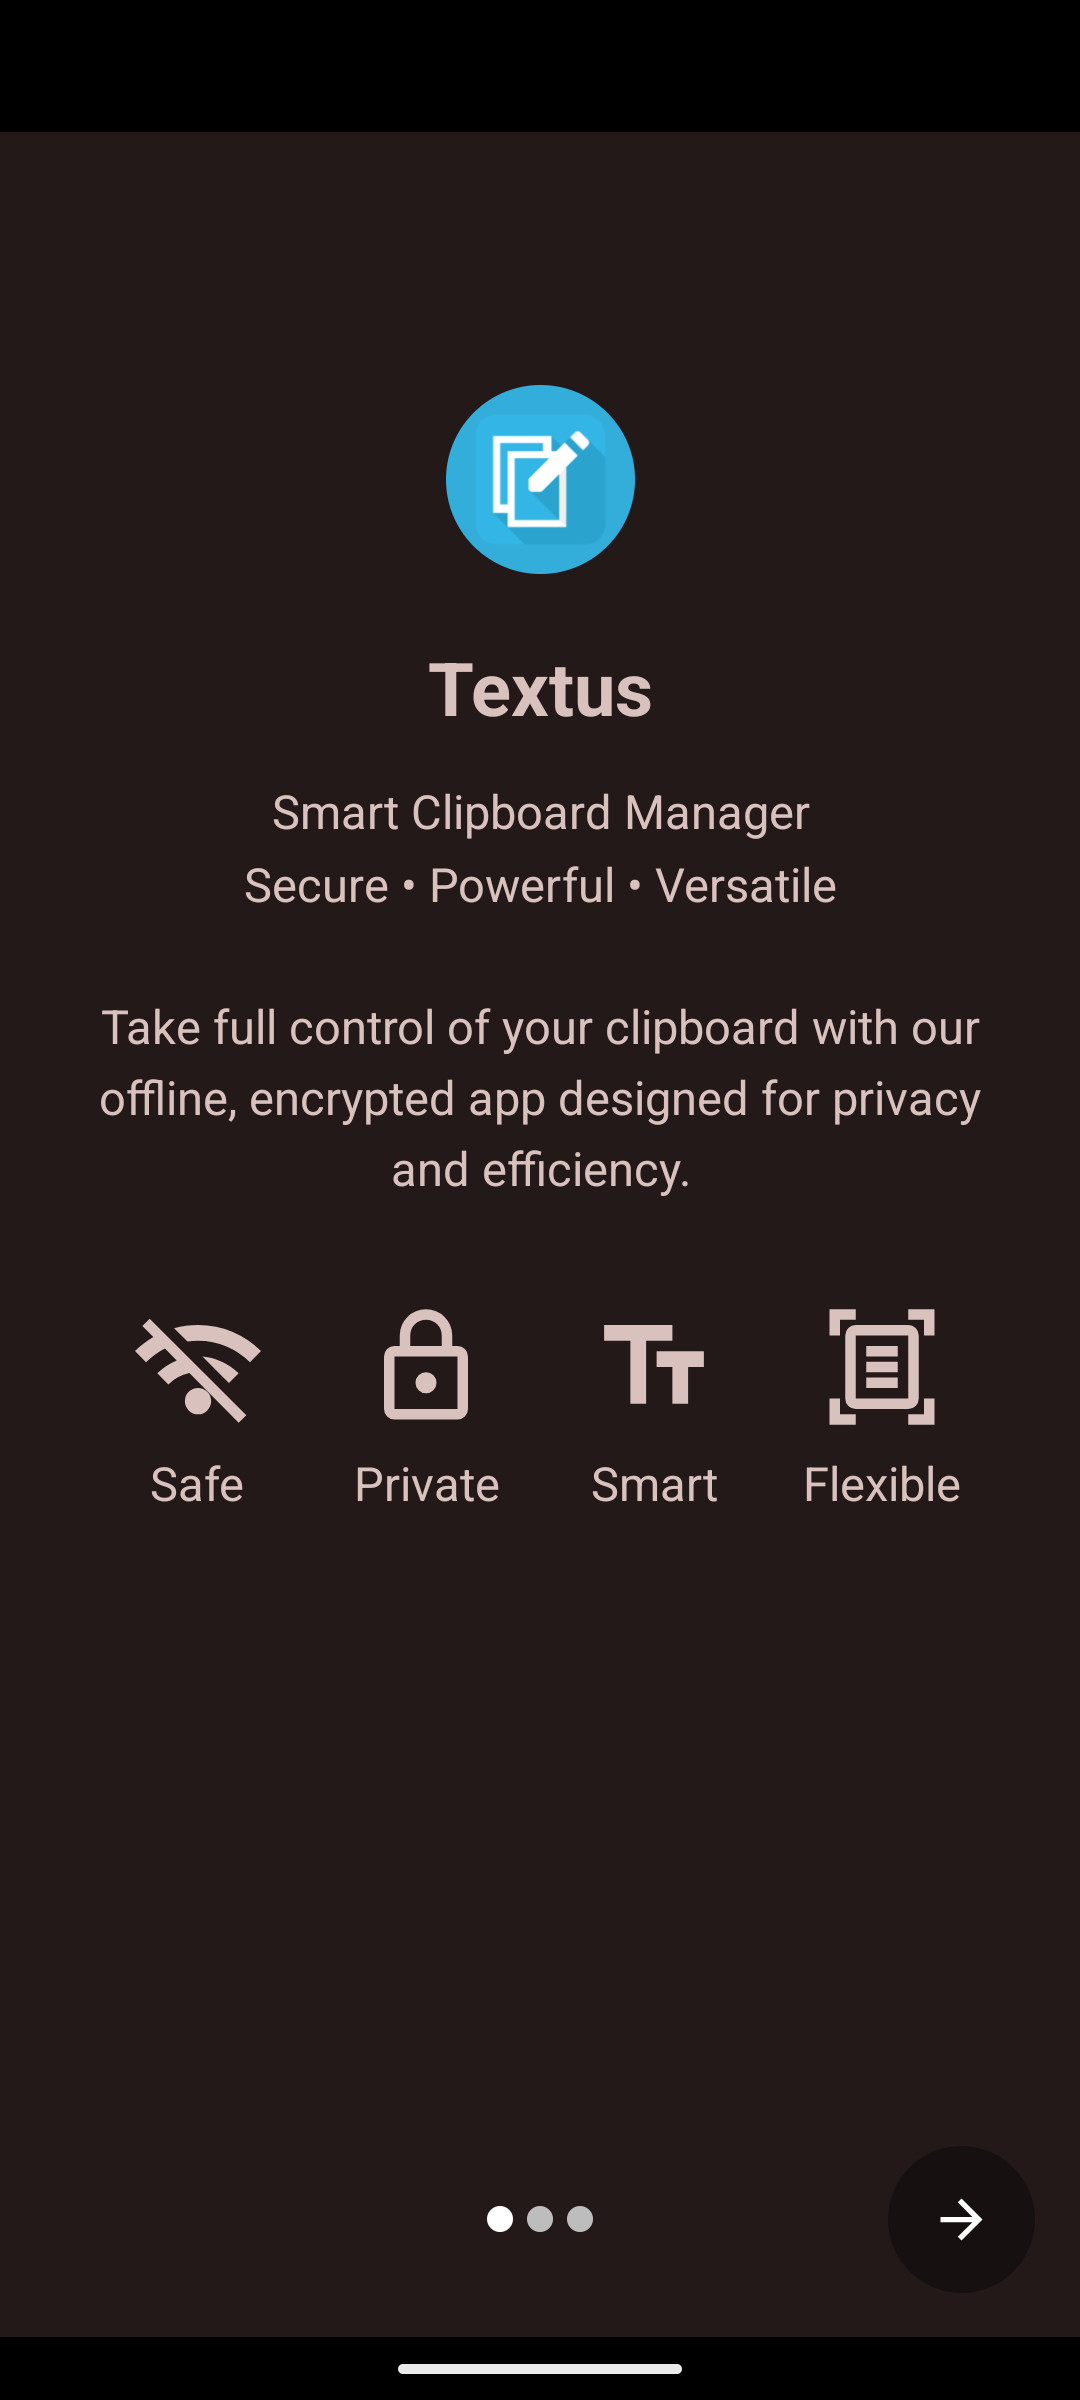 Textus
Smart Clipboard Manager
Secure • Powerful • Versatile
Take full control of your clipboard with our
offline, encrypted app designed for privacy
and efficiency.
Safe
Private
Smart
Flexible